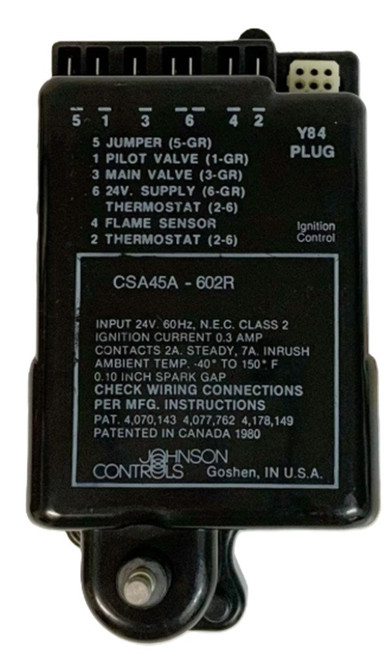 5 1 3 6 4 2
Y84
PLUG
5 JUMPER (5-GR)
1 PILOT VALVE (1-GR)
3 MAIN VALVE (3-GR)
6 24V. SUPPLY (6-GR)
THERMOSTAT (2-6)
4 FLAME SENSOR
2 THERMOSTAT (2-6)
Ignition
Control
CSA45A - 602R
INPUT 24V. 60Hz, N.E.C. CLASS 2
IGNITION CURRENT 0.3 AMP
CONTACTS 2A. STEADY, 7A. INRUSH
AMBIENT TEMP. -40° TO 150° F
0.10 INCH SPARK GAP
CHECK WIRING CONNECTIONS
PER MFG. INSTRUCTIONS
PAT. 4,070,143 4,077,762 4,178,149
PATENTED IN CANADA 1980
JOHNSON
CONTROLS Goshen, IN U.S.A.